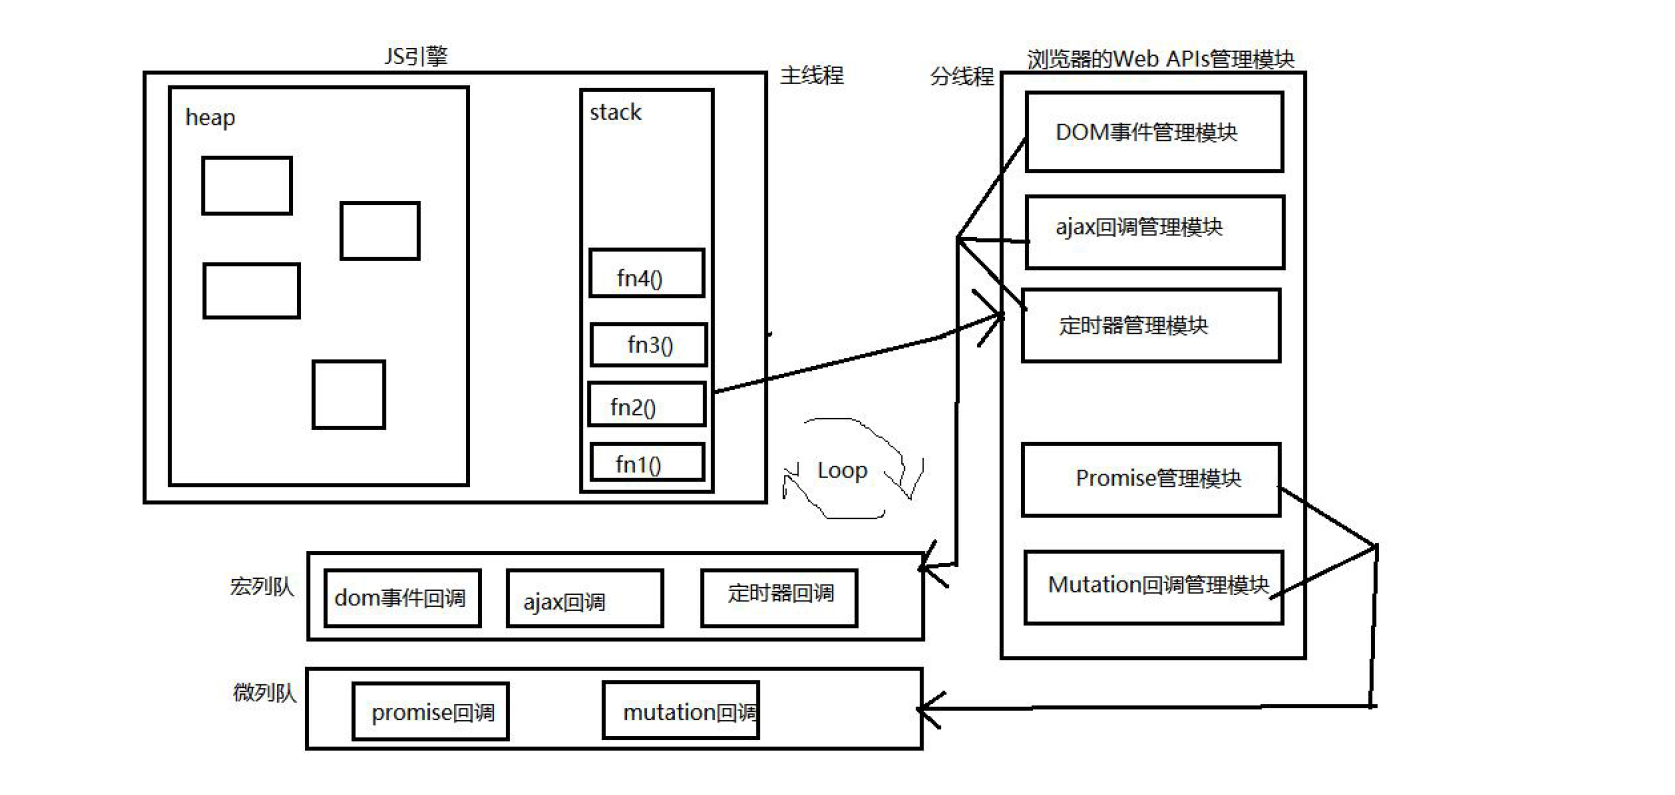 JS引擎
主线程
分线程
浏览器的Web APIs管理模块
heap
stack
fn4()
fn3()
fn2()
fn1()
DOM事件管理模块
ajax回调管理模块
定时器管理模块
Promise管理模块
Mutation回调管理模块
Loop
宏列队
dom事件回调
ajax回调
定时器回调
微列队
promise回调
mutation回调